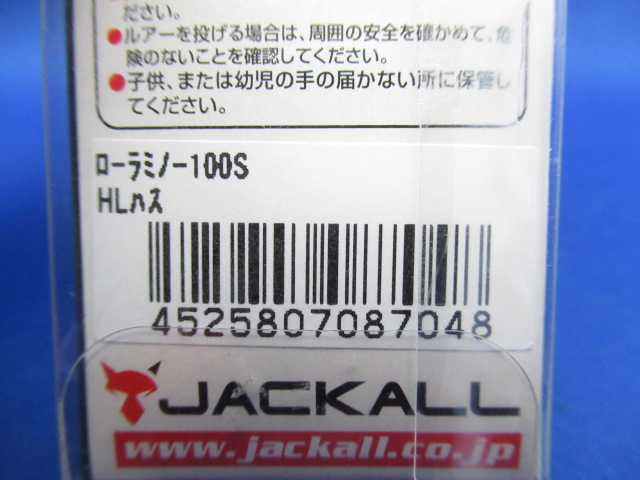 ださい。
●ルアーを投げる場合は、周囲の安全を確かめて、危
険のないことを確認してください。
●子供、または幼児の手の届かない所に保管し
てください。
ﾛｰﾗﾐﾉｰ100S
HLﾊｽ
4525807087048
JACKALL
www.jackall.co.jp